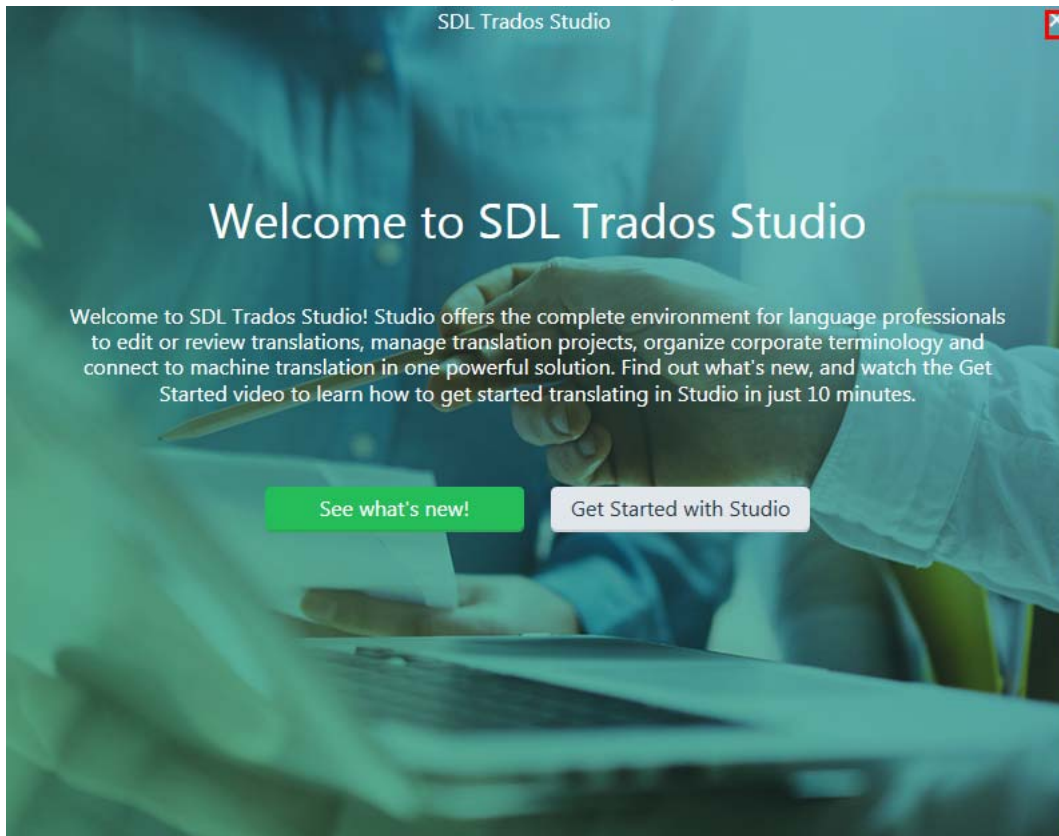 SDL Trados Studio
Welcome to SDL Trados Studio
Welcome to SDL Trados Studio! Studio offers the complete environment for language professionals
to edit or review translations, manage translation projects, organize corporate terminology and
connect to machine translation in one powerful solution. Find out what's new, and watch the Get
Started video to learn how to get started translating in Studio in just 10 minutes.
See what's new!
Get Started with Studio